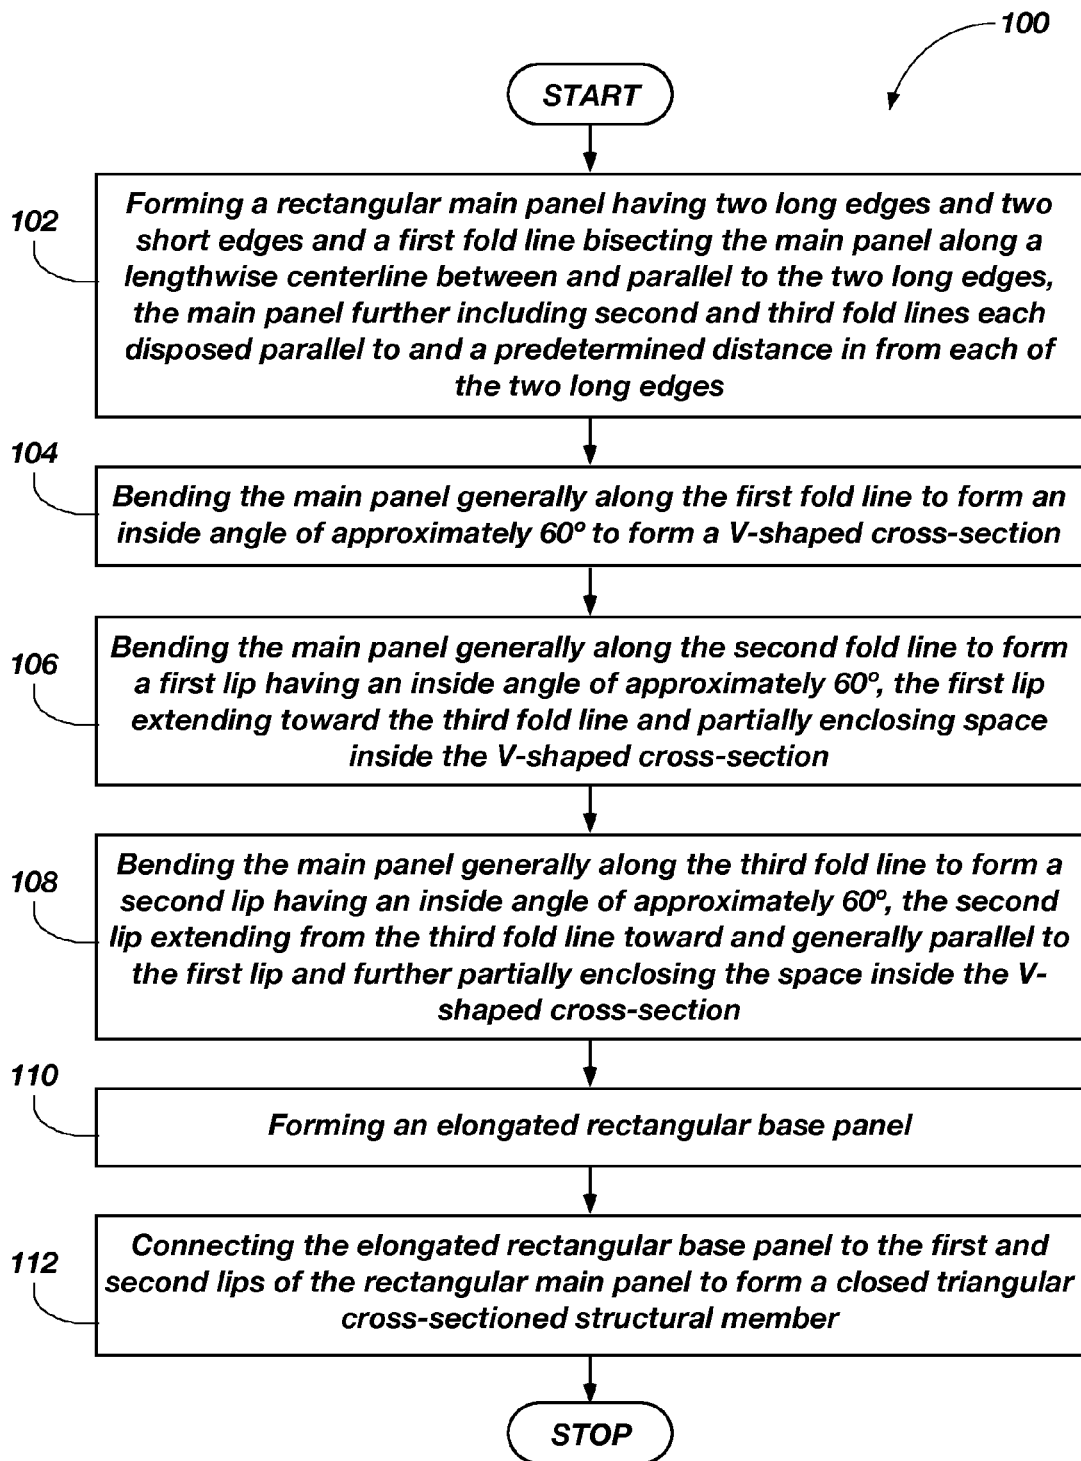 100
START
102
Forming a rectangular main panel having two long edges and two
short edges and a first fold line bisecting the main panel along a
lengthwise centerline between and parallel to the two long edges,
the main panel further including second and third fold lines each
disposed parallel to and a predetermined distance in from each of
the two long edges
104
Bending the main panel generally along the first fold line to form an
inside angle of approximately 60º to form a V-shaped cross-section
106
Bending the main panel generally along the second fold line to form
a first lip having an inside angle of approximately 60º, the first lip
extending toward the third fold line and partially enclosing space
inside the V-shaped cross-section
108
Bending the main panel generally along the third fold line to form a
second lip having an inside angle of approximately 60º, the second
lip extending from the third fold line toward and generally parallel to
the first lip and further partially enclosing the space inside the V-
shaped cross-section
110
Forming an elongated rectangular base panel
112
Connecting the elongated rectangular base panel to the first and
second lips of the rectangular main panel to form a closed triangular
cross-sectioned structural member
STOP